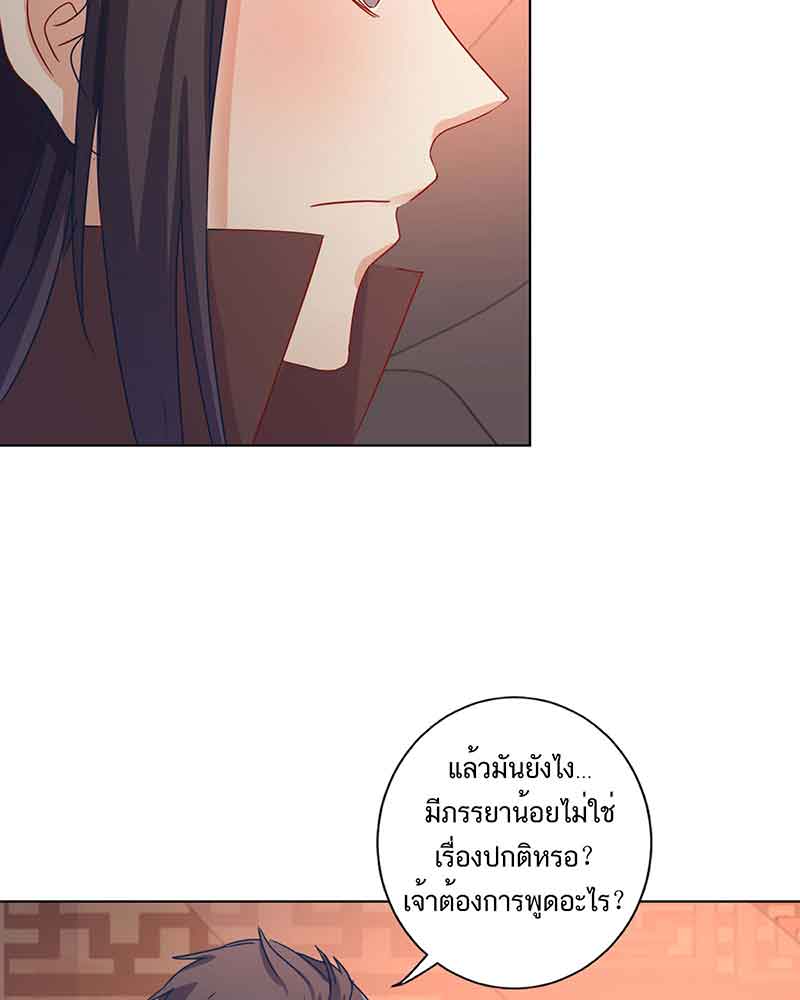 แล้วมันยังไง...
มีภรรยาน้อยไม่ใช่
เรื่องปกติหรอ?
เจ้าต้องการพูดอะไร?